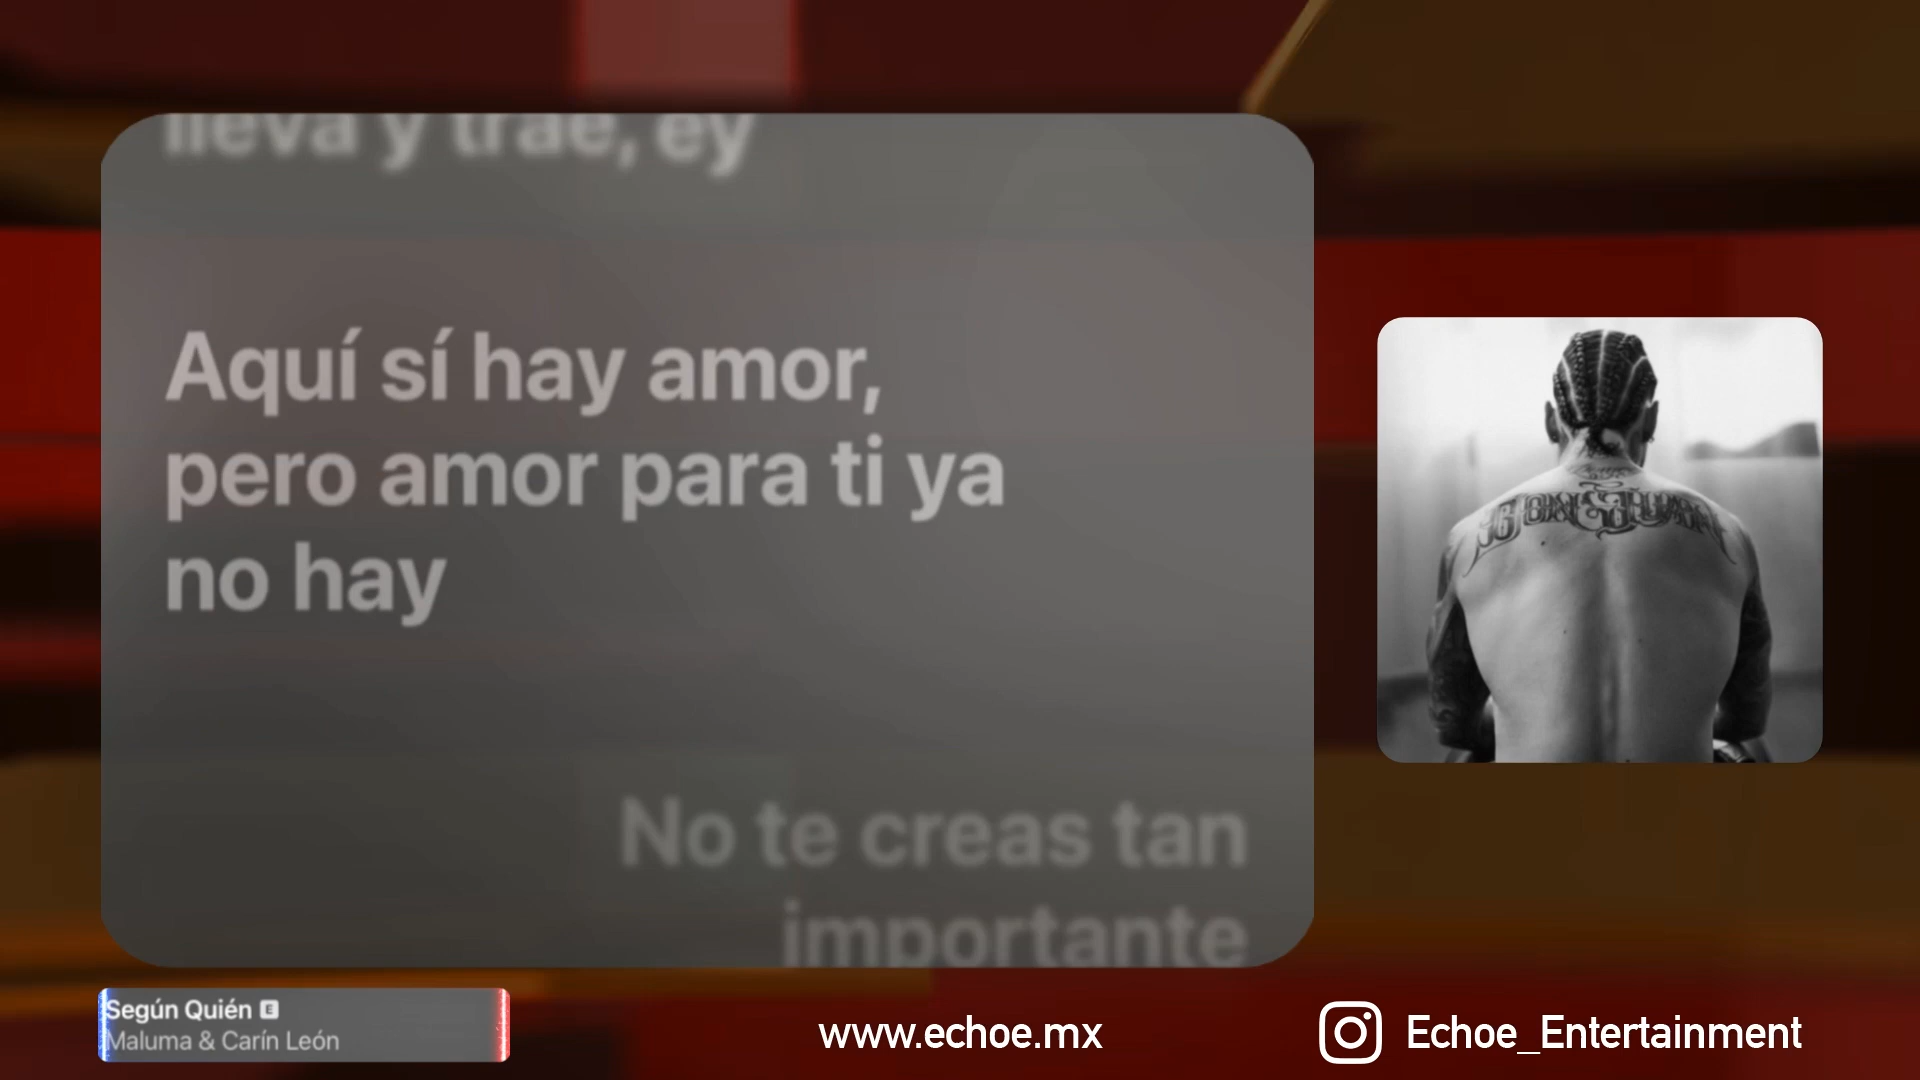 lleva y trae, ey
Aquí sí hay amor,
pero amor para ti ya
no hay
No te creas tan
importante
Según Quién E
Maluma & Carín León
www.echoe.mx
Echoe_Entertainment